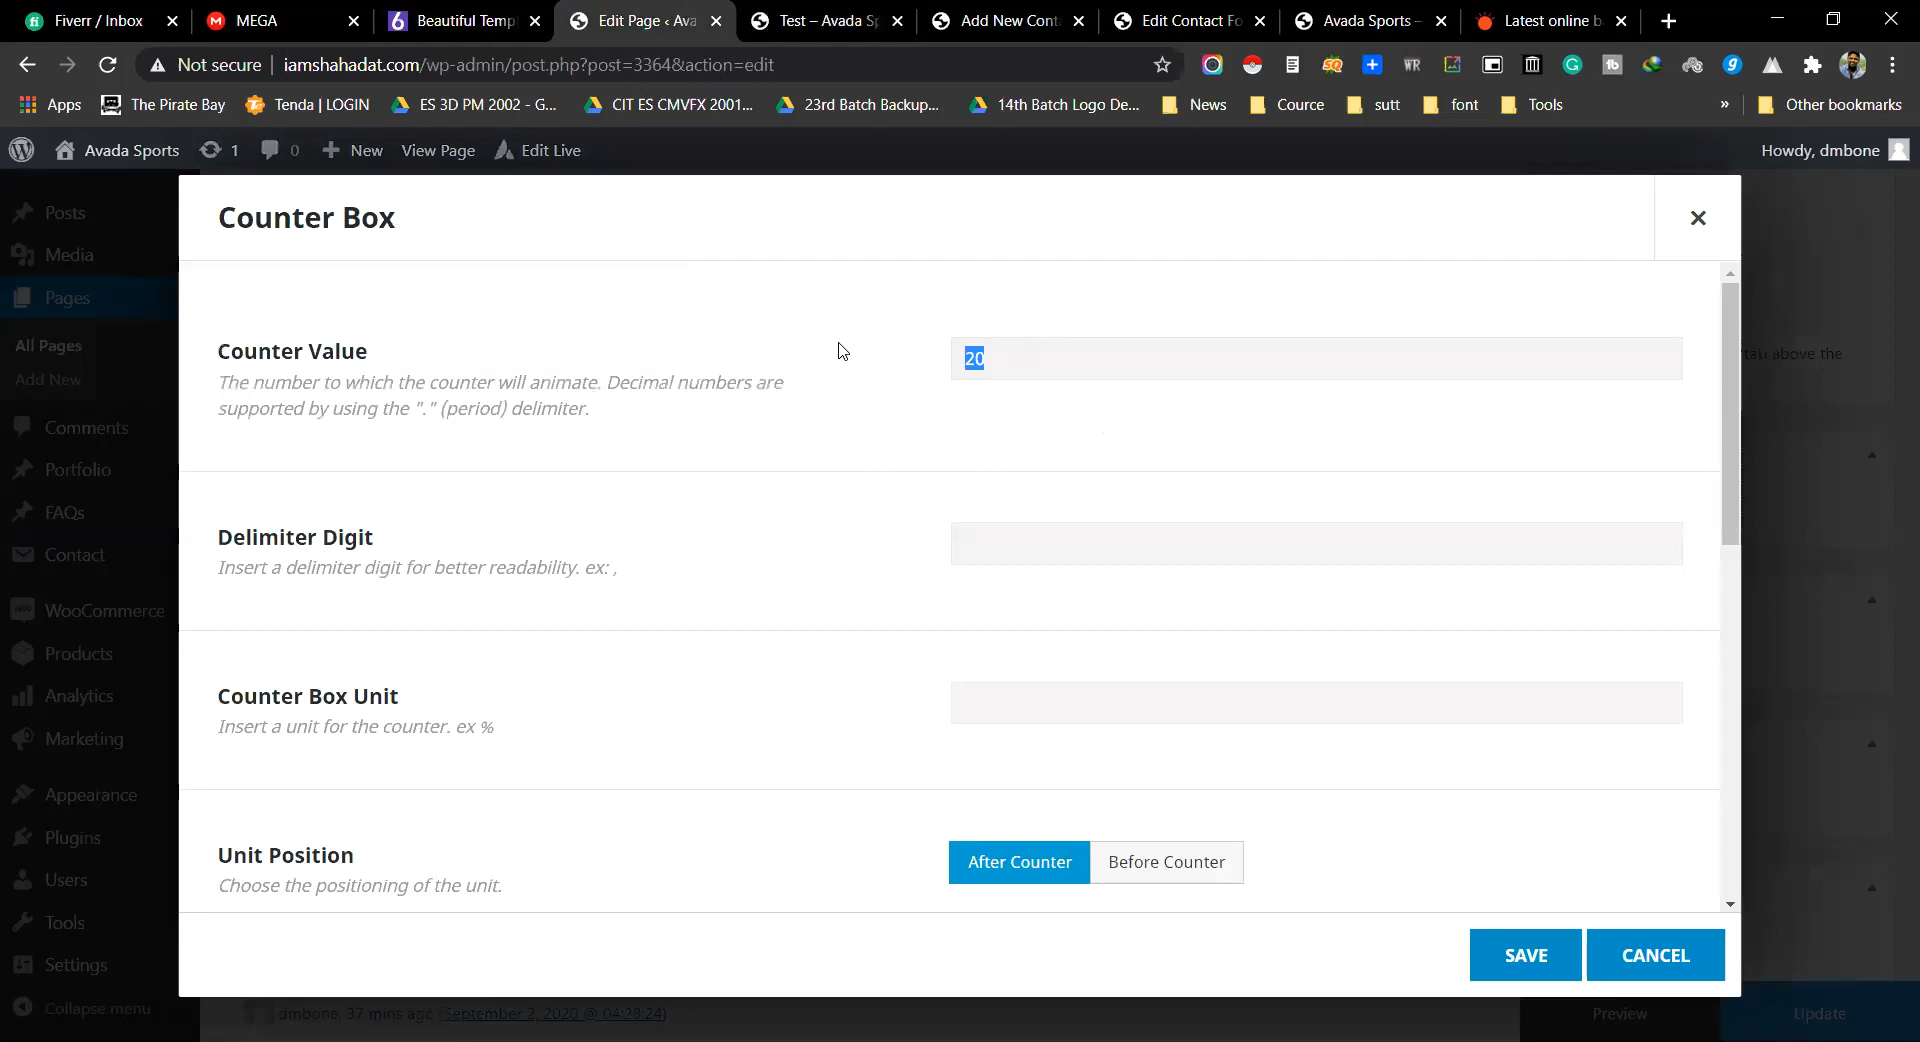 Fiverr / Inbox
MEGA
Beautiful Temp
Edit Page ‹ Ava
Test – Avada Sp
Add New Cont
Edit Contact Fo
Avada Sports –
Latest online b
Not secure
iamshahadat.com/wp-admin/post.php?post=3364&action=edit
Apps
The Pirate Bay
Tenda | LOGIN
ES 3D PM 2002 - G...
CIT ES CMVFX 2001...
23rd Batch Backup...
14th Batch Logo De...
News
Cource
sutt
font
Tools
»
Other bookmarks
Avada Sports
1
0
New
View Page
Edit Live
Howdy, dmbone
Posts
Media
Pages
All Pages
Add New
Comments
Portfolio
FAQs
Contact
WooCommerce
Products
Analytics
Marketing
Appearance
Plugins
Users
Tools
Settings
Collapse menu
Counter Box
Counter Value
20
The number to which the counter will animate. Decimal numbers are
supported by using the "." (period) delimiter.
Delimiter Digit
Insert a delimiter digit for better readability. ex: ,
Counter Box Unit
Insert a unit for the counter. ex %
Unit Position
Choose the positioning of the unit.
After Counter
Before Counter
SAVE
CANCEL
above the
dmbone, 37 mins ago (September 2, 2020 @ 04:28:24)
Preview
Update